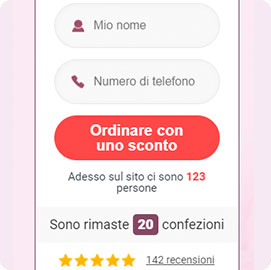 Mio nome
Numero di telefono
Ordinare con
uno sconto
Adesso sul sito ci sono 123
persone
Sono rimaste 20 confezioni
142 recensioni